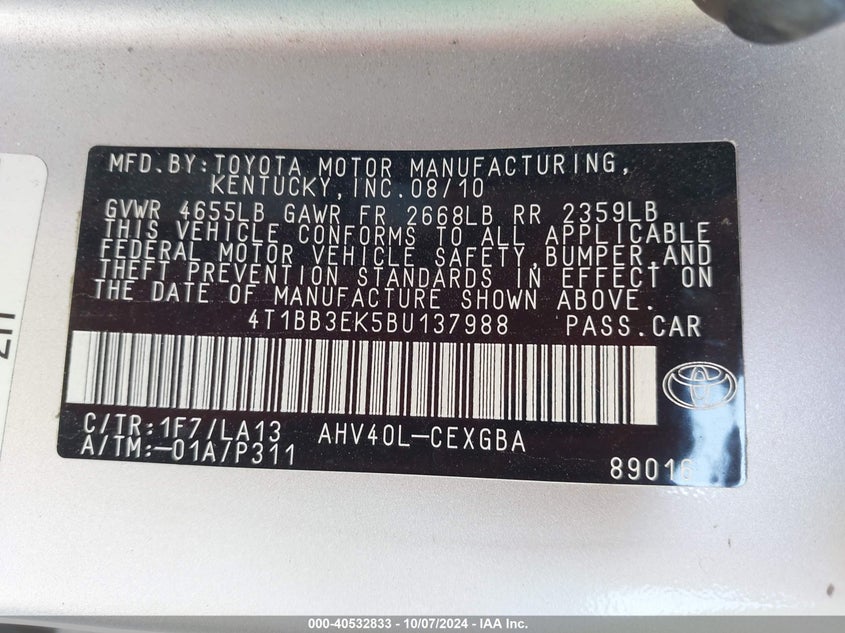 MFD.BY:TOYOTA MOTOR MANUFACTURING,
KENTUCKY,INC.08/10
GVWR 4655LB GAWR FR 2668LB RR 2359LB
THIS VEHICLE CONFORMS TO ALL APPLICABLE
FEDERAL MOTOR VEHICLE SAFETY,BUMPER,AND
THEFT PREVENTION STANDARDS IN EFFECT ON
THE DATE OF MANUFACTURE SHOWN ABOVE.
4T1BB3EK5BU137988 PASS.CAR
C/TR:1F7/LA13 AHV40L-CEXGBA
A/TM:-01A/P311
89016
000-40532833 - 10/07/2024 - IAA Inc.